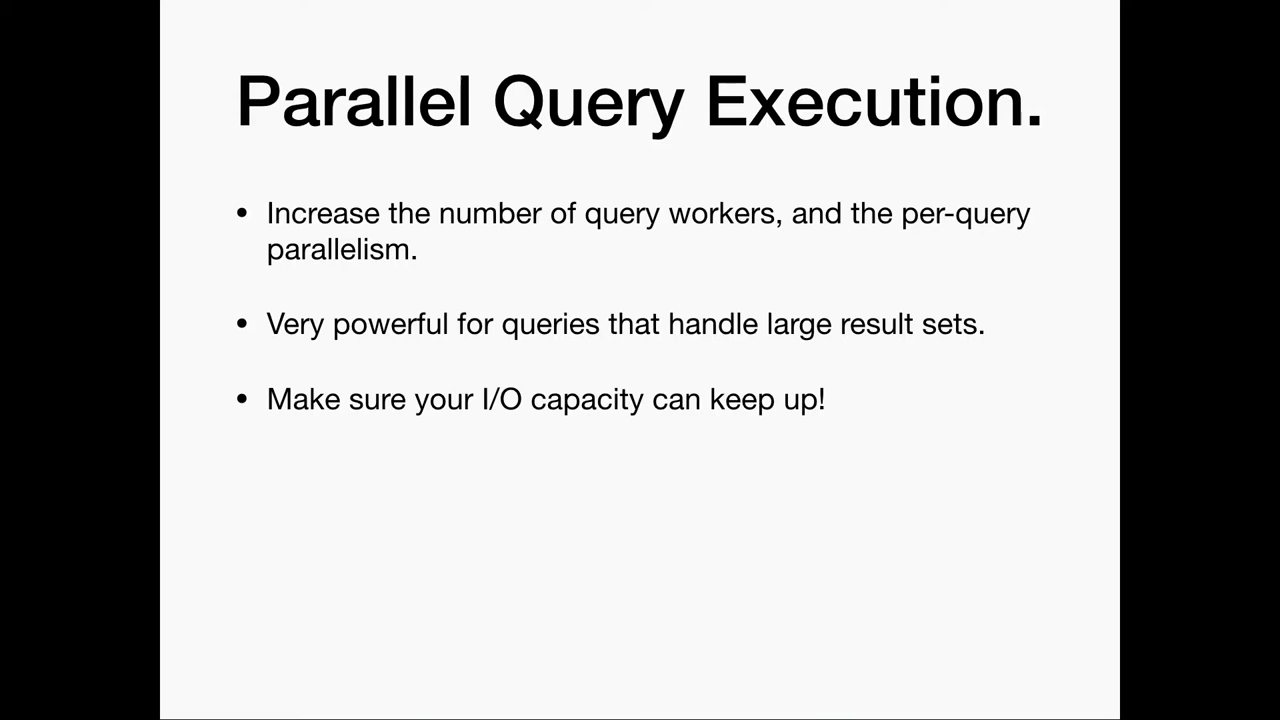 Parallel Query Execution.
• Increase the number of query workers, and the per-query
parallelism.
• Very powerful for queries that handle large result sets.
• Make sure your I/O capacity can keep up!